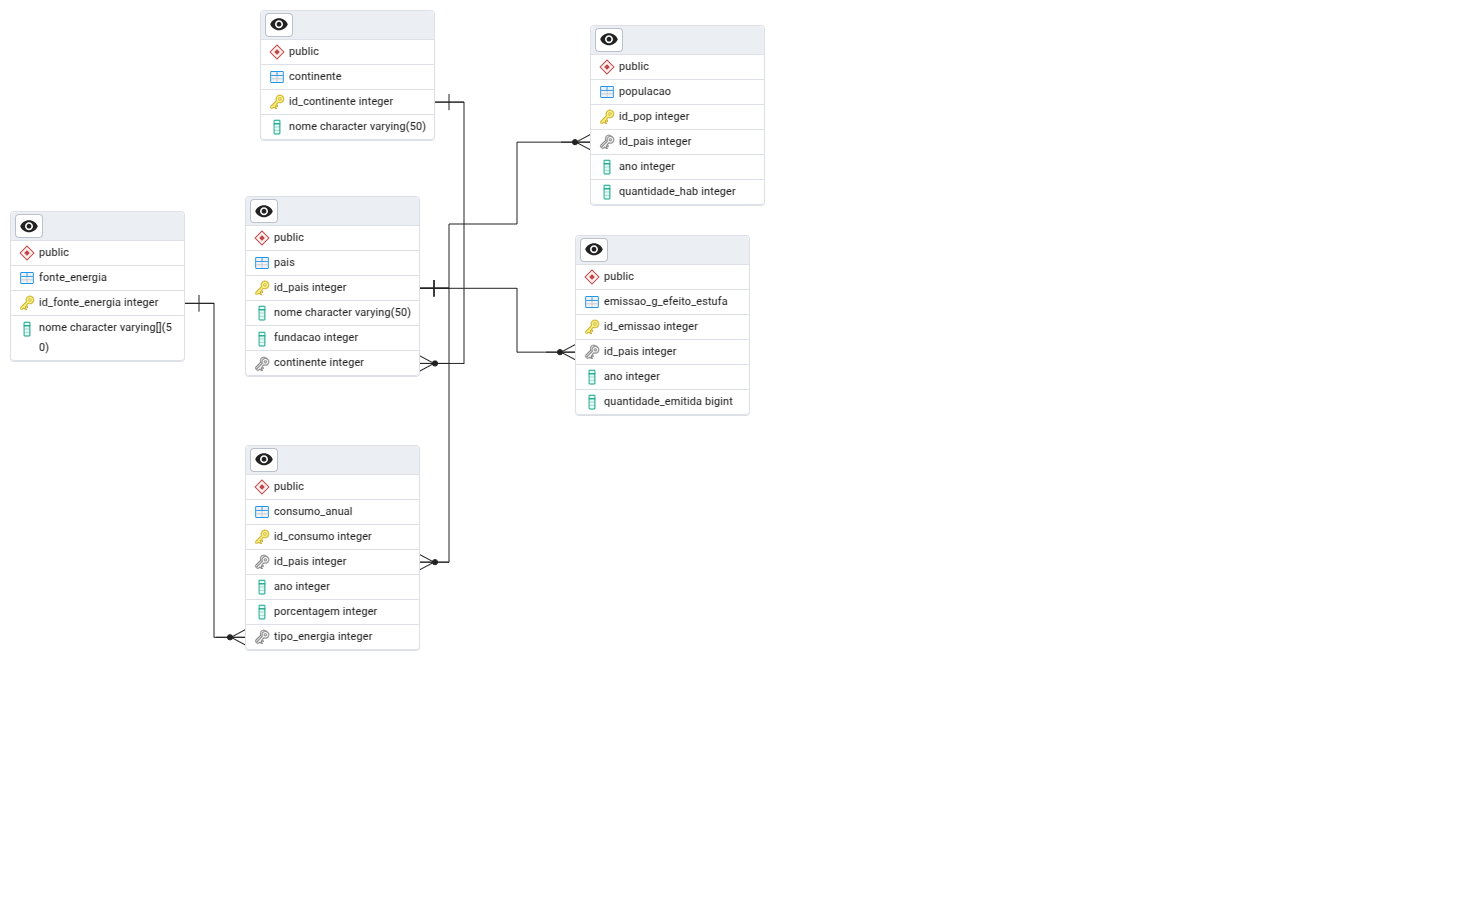 public
continente
id_continente integer
nome character varying(50)
public
populacao
id_pop integer
id_pais integer
ano integer
quantidade_hab integer
public
fonte_energia
id_fonte_energia integer
nome character varying[](5
0)
public
pais
id_pais integer
nome character varying(50)
fundacao integer
continente integer
public
emissao_g_efeito_estufa
id_emissao integer
id_pais integer
ano integer
quantidade_emitida bigint
public
consumo_anual
id_consumo integer
id_pais integer
ano integer
porcentagem integer
tipo_energia integer